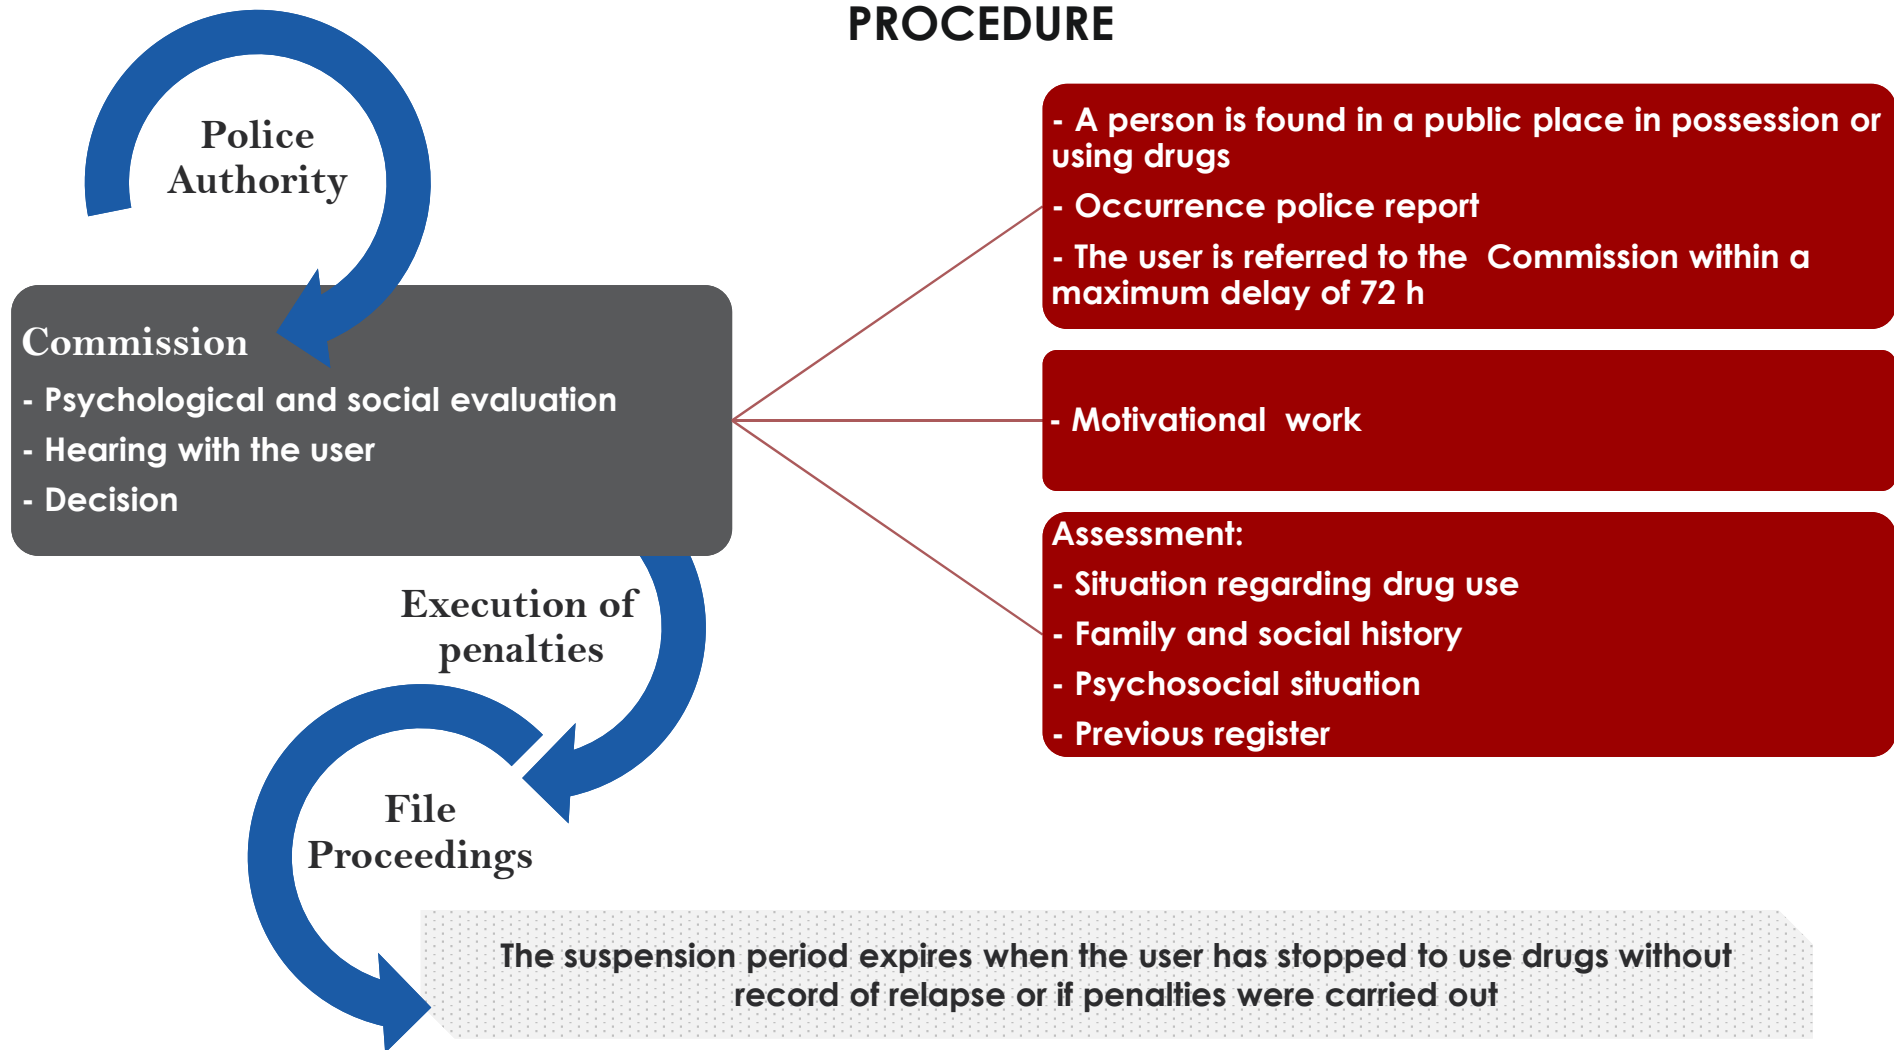 PROCEDURE
Police
Authority
Commission
- Psychological and social evaluation
- Hearing with the user
- Decision
- A person is found in a public place in possession or
using drugs
- Occurrence police report
- The user is referred to the  Commission within a
maximum delay of 72 h
- Motivational  work
Assessment:
- Situation regarding drug use
- Family and social history
- Psychosocial situation
- Previous register
Execution of
penalties
File
Proceedings
The suspension period expires when the user has stopped to use drugs without
record of relapse or if penalties were carried out